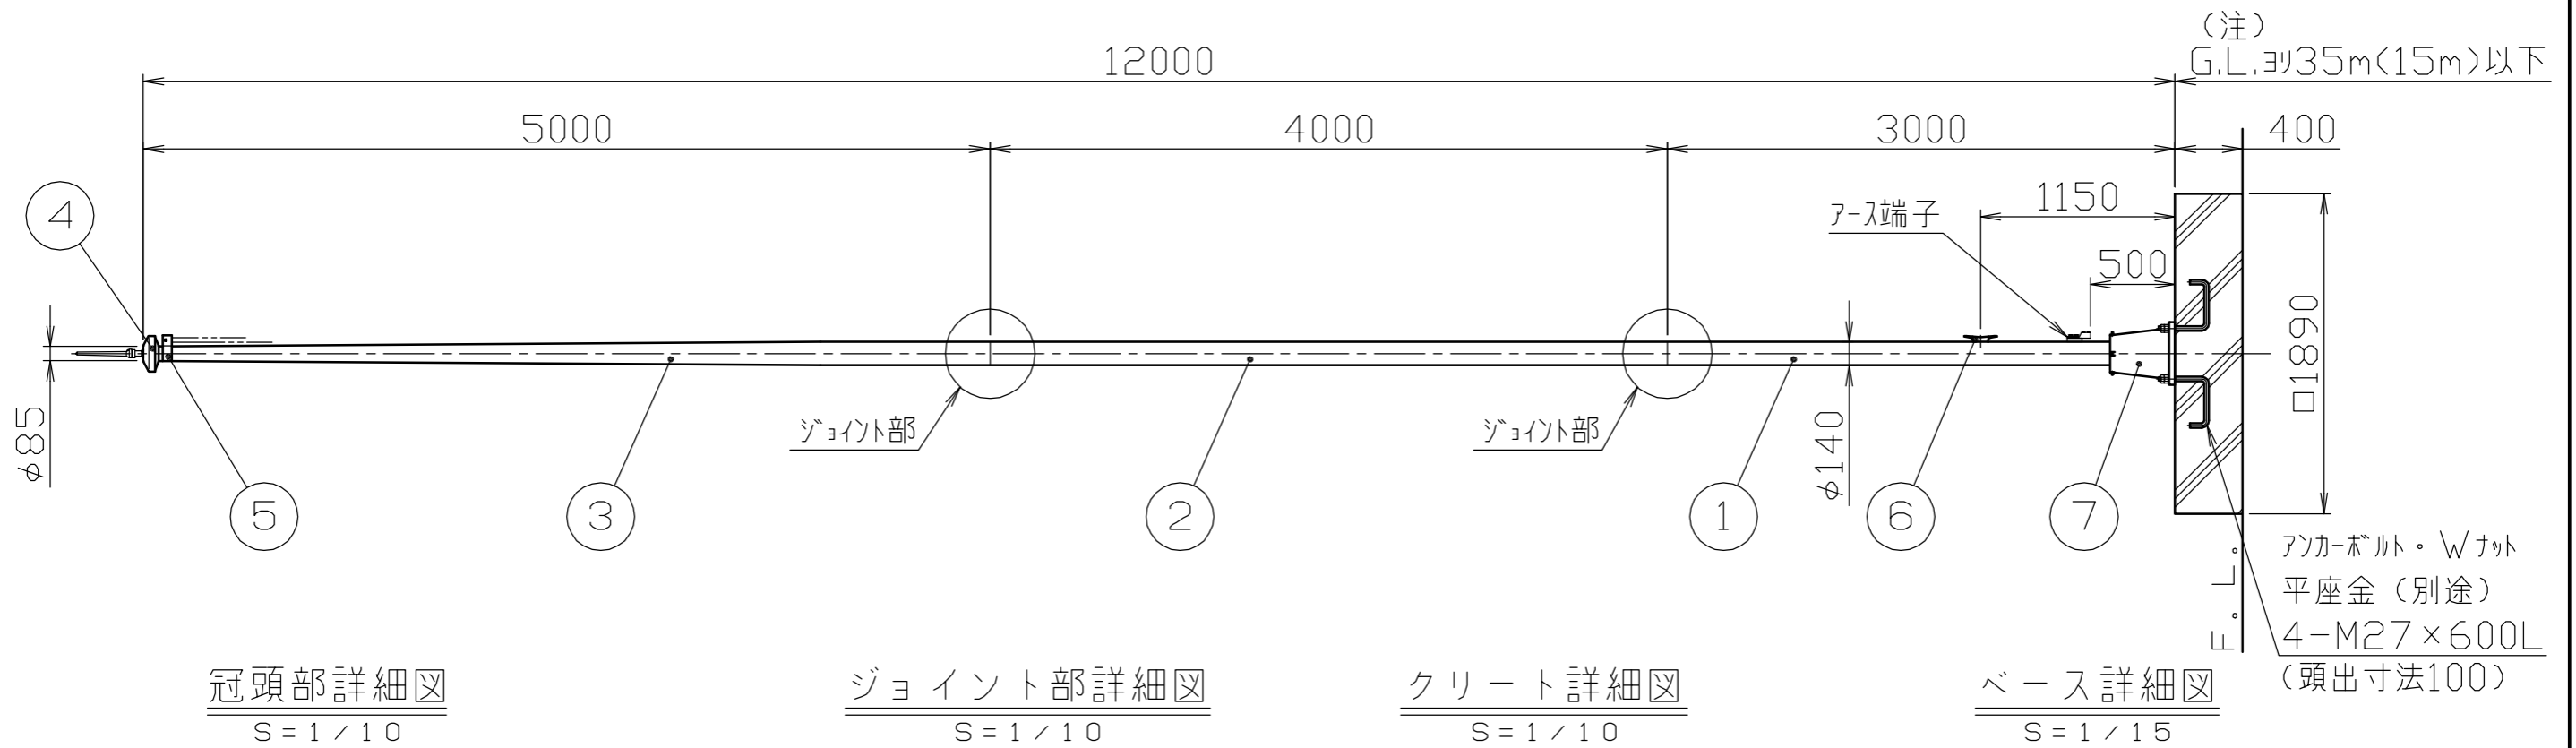 (注)
G.L.ヨリ35m(15m)以下
12000
5000
4000
3000
400
1150
アース端子
500
4
φ85
□1890
ジョイント部
ジョイント部
φ140
5
3
2
1
6
7
アンカーボルト・Wナット
平座金(別途)
4-M27×600L
(頭出寸法100)
F.L.
冠頭部詳細図
S=1/10
ジョイント部詳細図
S=1/10
クリート詳細図
S=1/10
ベース詳細図
S=1/15